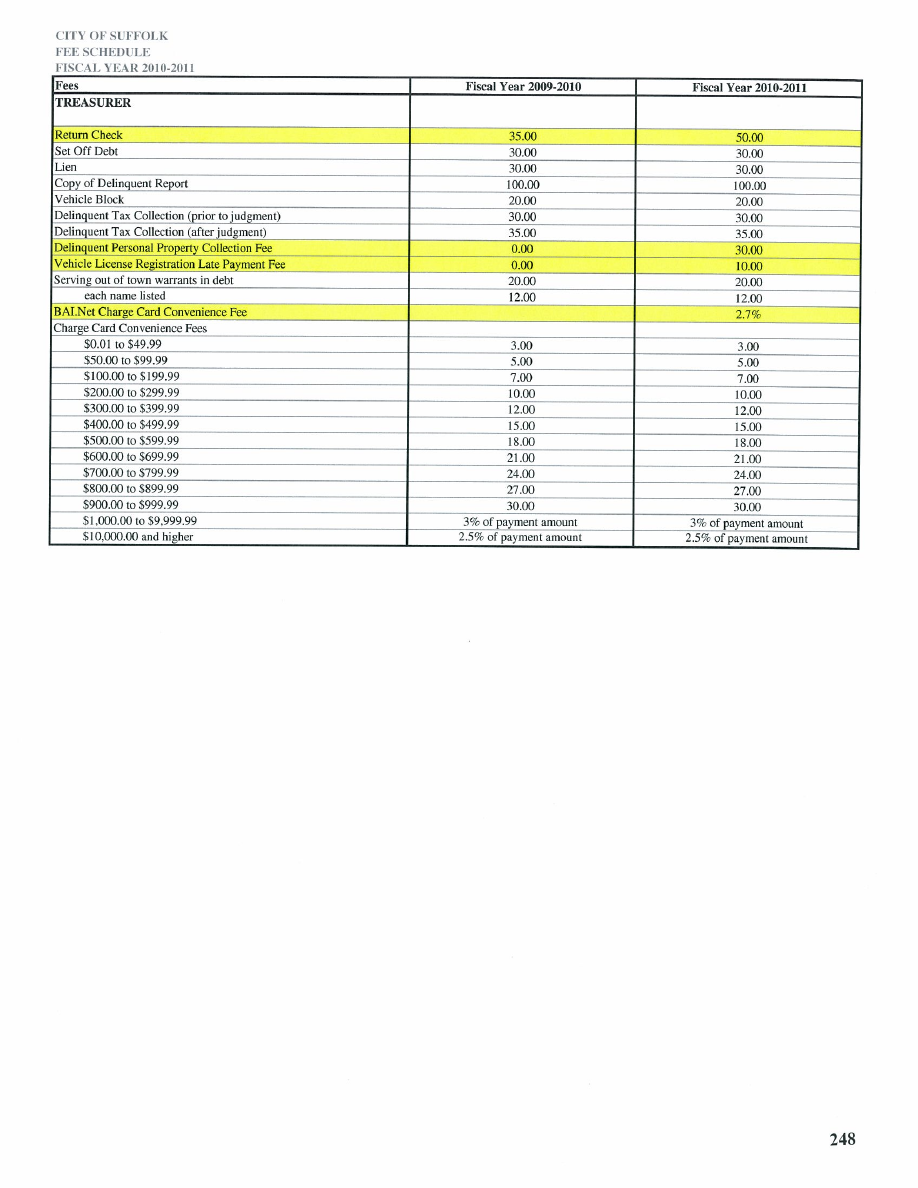 CITY OF SUFFOLK
FEE SCHEDULE
FISCAL YEAR 2010-2011
Fees Fiscal Year 2009-2010 Fiscal Year 2010-2011
TREASURER
Return Check 35.00 50.00
Set Off Debt 30.00 30.00
Lien 30.00 30.00
Copy of Delinquent Report 100.00 100.00
Vehicle Block 20.00 20.00
Delinquent Tax Collection (prior to judgment) 30.00 30.00
Delinquent Tax Collection (after judgment) 35.00 35.00
Delinquent Personal Property Collection Fee 0.00 30.00
Vehicle License Registration Late Payment Fee 0.00 10.00
Serving out of town warrants in debt 20.00 20.00
each name listed 12.00 12.00
BALNet Charge Card Convenience Fee 2.7%
Charge Card Convenience Fees
$0.01 to $49.99 3.00 3.00
$50.00 to $99.99 5.00 5.00
$100.00 to $199.99 7.00 7.00
$200.00 to $299.99 10.00 10.00
$300.00 to $399.99 12.00 12.00
$400.00 to $499.99 15.00 15.00
$500.00 to $599.99 18.00 18.00
$600.00 to $699.99 21.00 21.00
$700.00 to $799.99 24.00 24.00
$800.00 to $899.99 27.00 27.00
$900.00 to $999.99 30.00 30.00
$1,000.00 to $9,999.99 3% of payment amount 3% of payment amount
$10,000.00 and higher 2.5% of payment amount 2.5% of payment amount
248